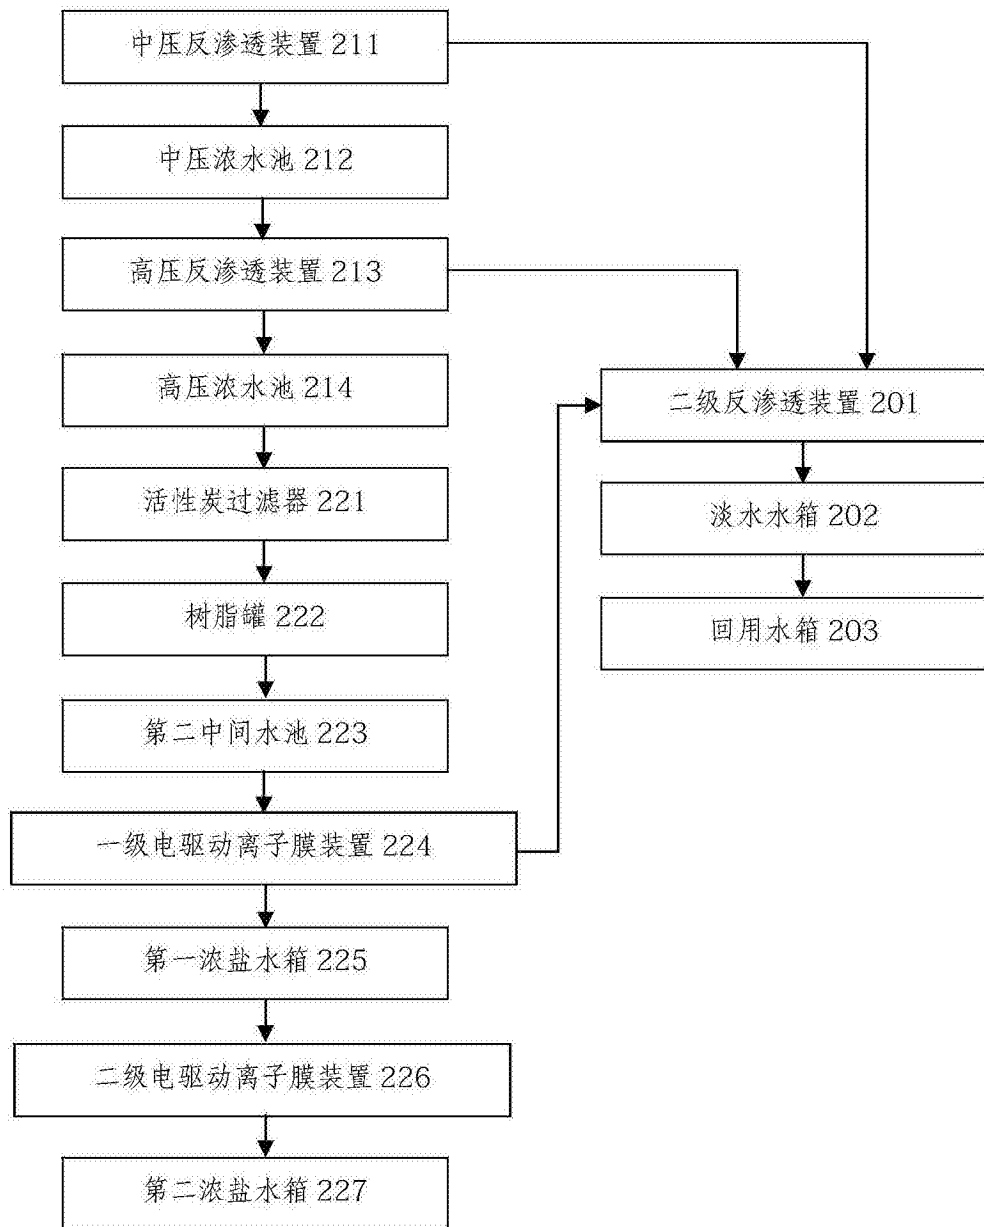 中压反渗透装置 211
中压浓水池 212
高压反渗透装置 213
高压浓水池 214
活性炭过滤器 221
树脂罐 222
第二中间水池 223
一级电驱动离子膜装置 224
第一浓盐水箱 225
二级电驱动离子膜装置 226
第二浓盐水箱 227
二级反渗透装置 201
淡水水箱 202
回用水箱 203